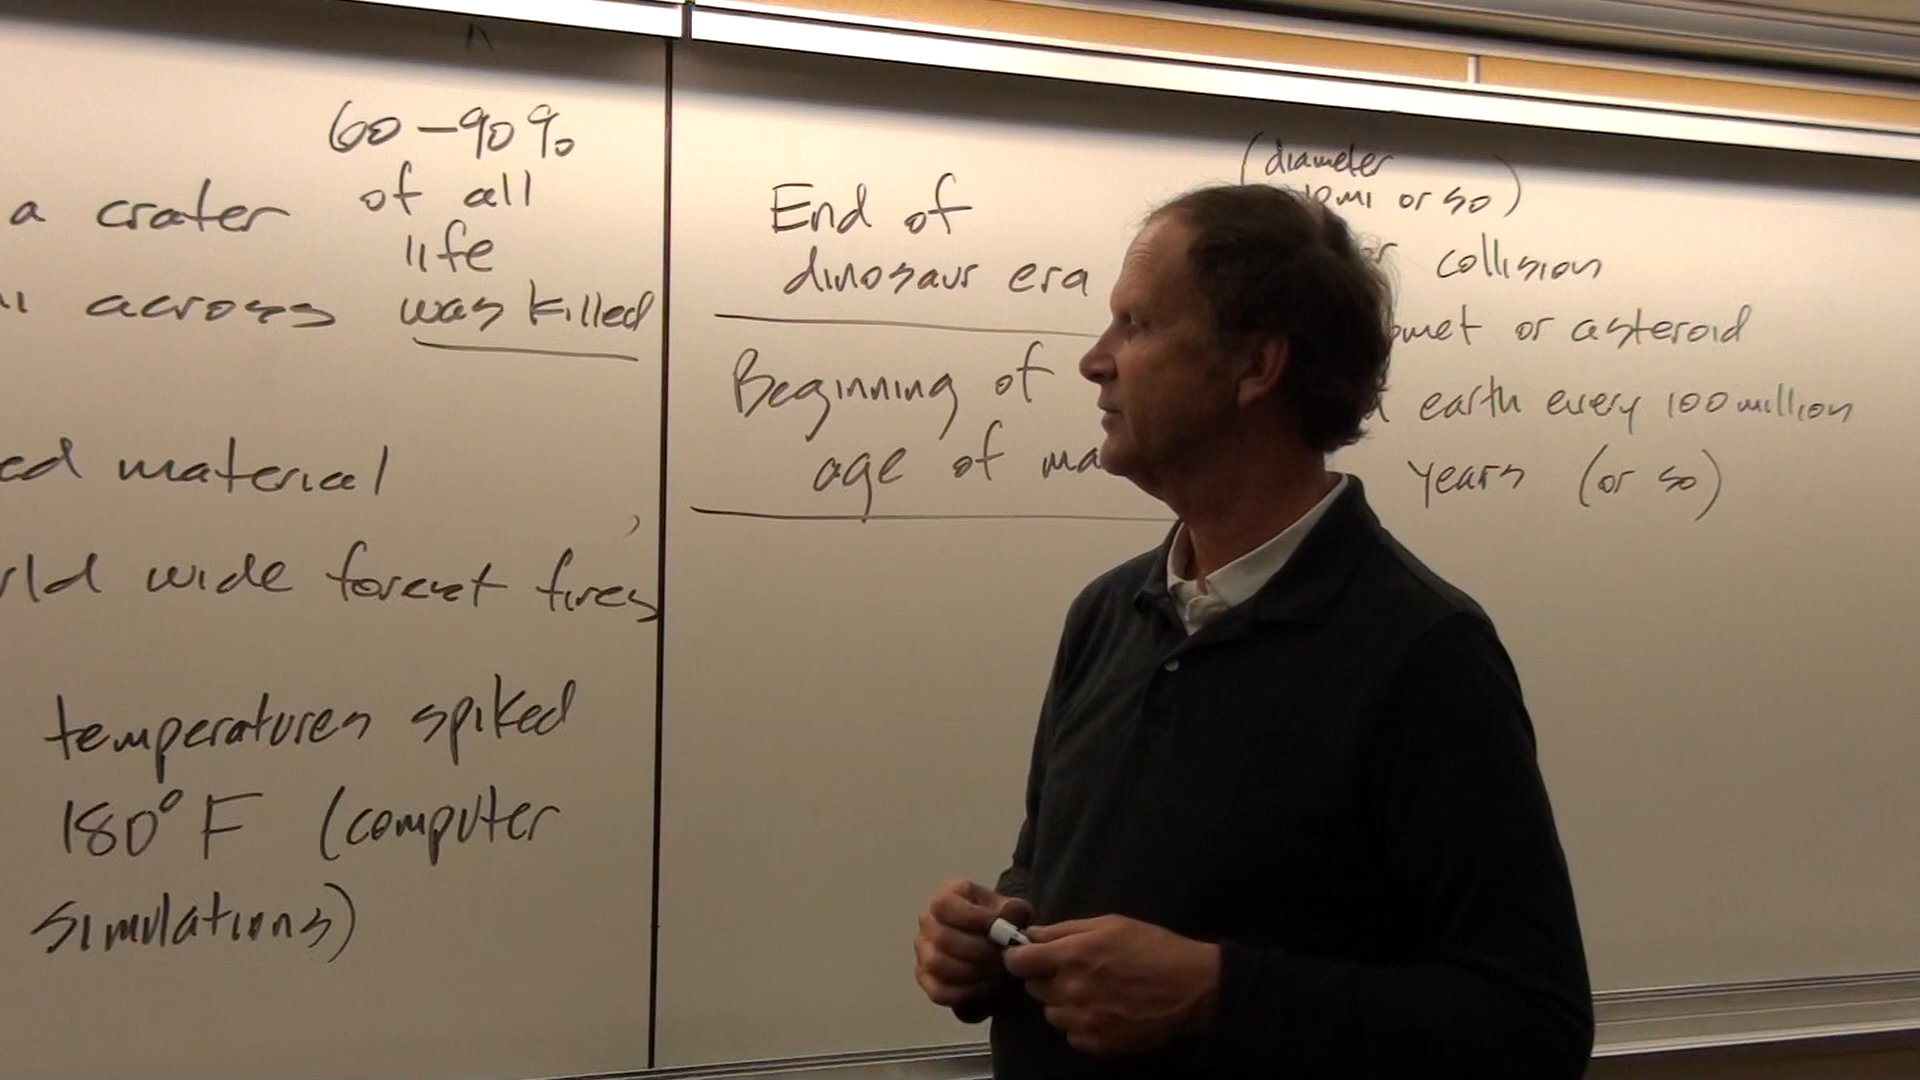 60-90%
a crater of all
life
across was killed
material
wide forest fires
temperatures spiked
180° F (computer
simulations)
End of
dinosaur era
Beginning of
age of ma
(diameter
10mi or so)
collision
or asteroid
earth every 100 million
years (or so)